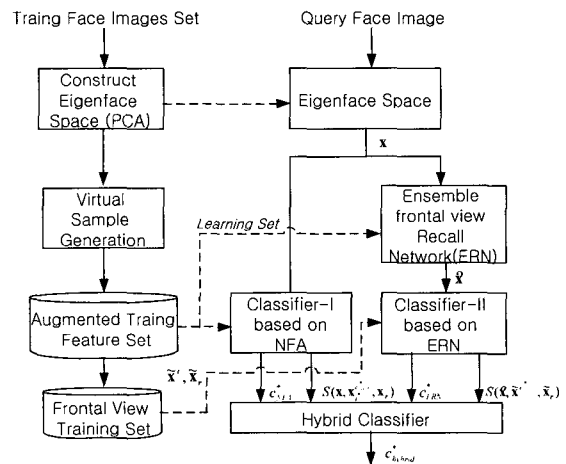 Traing Face Images Set
Query Face Image
Construct
Eigenface
Space (PCA)
Eigenface Space
x
Virtual
Sample
Generation
Learning Set
Ensemble
frontal view
Recall
Network(ERN)
x̂
Augmented Traing
Feature Set
Classifier-I
based on
NFA
Classifier-II
based on
ERN
Frontal View
Training Set
Hybrid Classifier